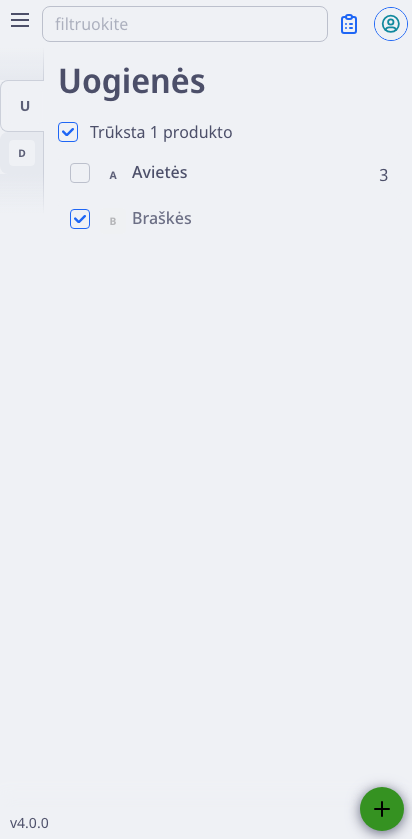 filtruokite
Uogienės
U
Trūksta 1 produkto
D
A Avietės 3
B Braškės
v4.0.0